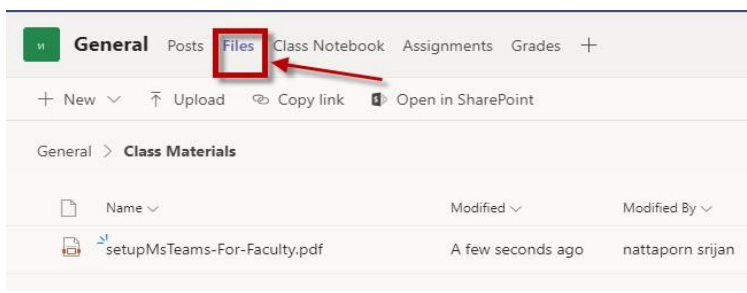 General Posts Files Class Notebook Assignments Grades +
+ New Upload Copy link Open in SharePoint
General > Class Materials
Name Modified Modified By
setupMsTeams-For-Faculty.pdf A few seconds ago nattaporn srijan